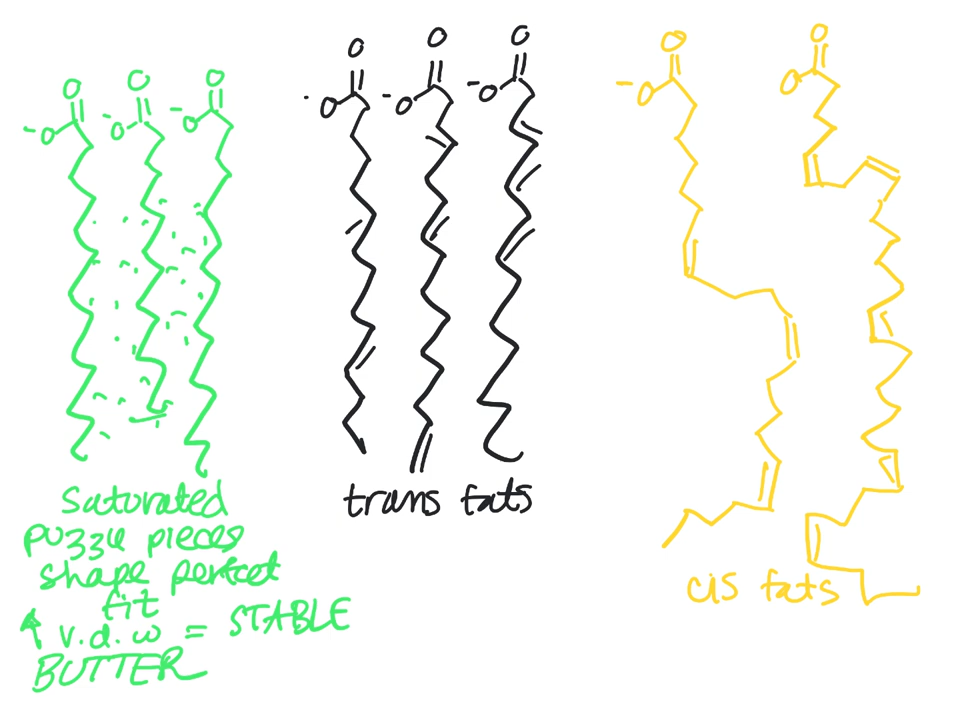 O O O O O O O O
-O -O -O ·O -O -O -O O
saturated
puzzle pieces
shape perfect
fit
↑ v.d.w = STABLE
BUTTER
trans fats
cis fats